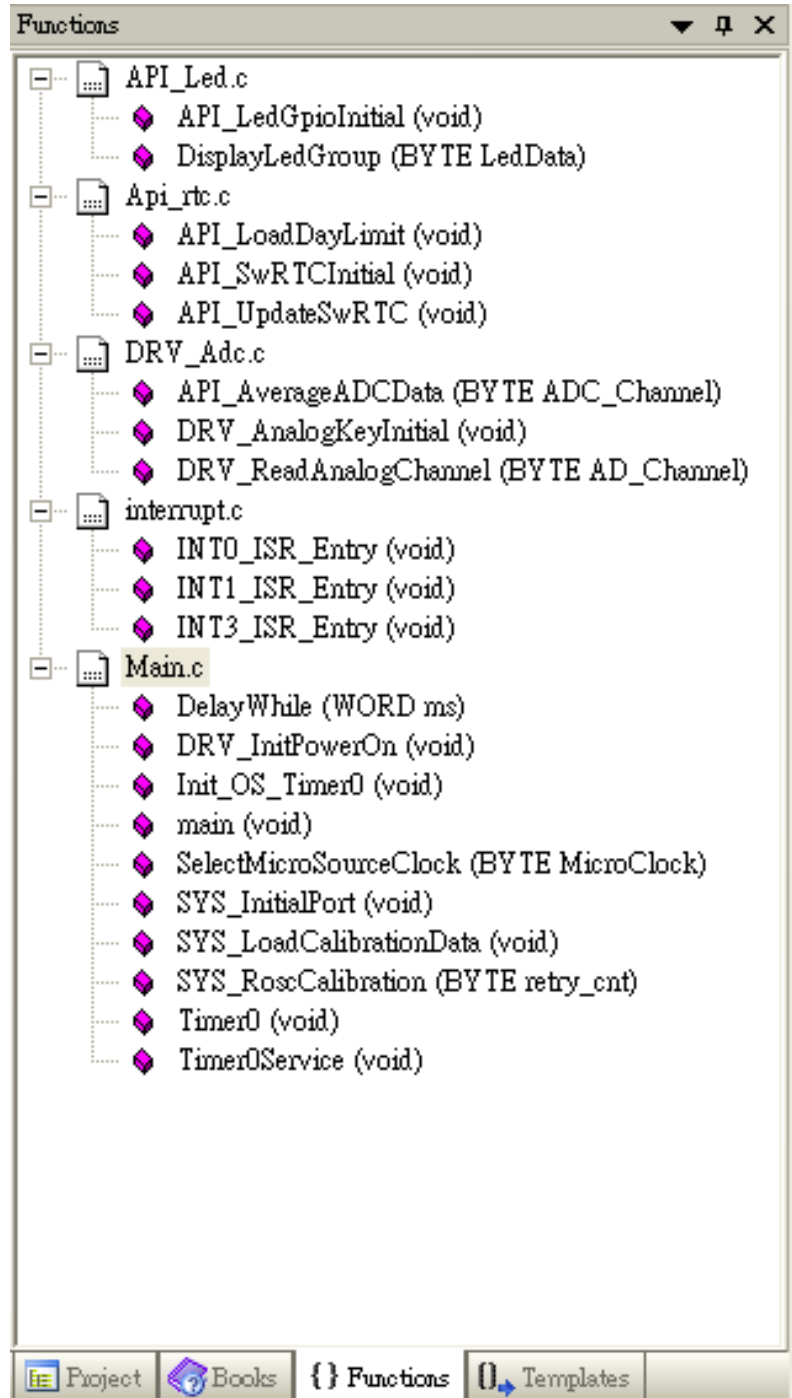 Functions
API_Led.c
API_LedGpioInitial (void)
DisplayLedGroup (BYTE LedData)
Api_rtc.c
API_LoadDayLimit (void)
API_SwRTCInitial (void)
API_UpdateSwRTC (void)
DRV_Adc.c
API_AverageADCData (BYTE ADC_Channel)
DRV_AnalogKeyInitial (void)
DRV_ReadAnalogChannel (BYTE AD_Channel)
interrupt.c
INT0_ISR_Entry (void)
INT1_ISR_Entry (void)
INT3_ISR_Entry (void)
Main.c
DelayWhile (WORD ms)
DRV_InitPowerOn (void)
Init_OS_Timer0 (void)
main (void)
SelectMicroSourceClock (BYTE MicroClock)
SYS_InitialPort (void)
SYS_LoadCalibrationData (void)
SYS_RoscCalibration (BYTE retry_cnt)
Timer0 (void)
Timer0Service (void)
Project Books {} Functions Templates